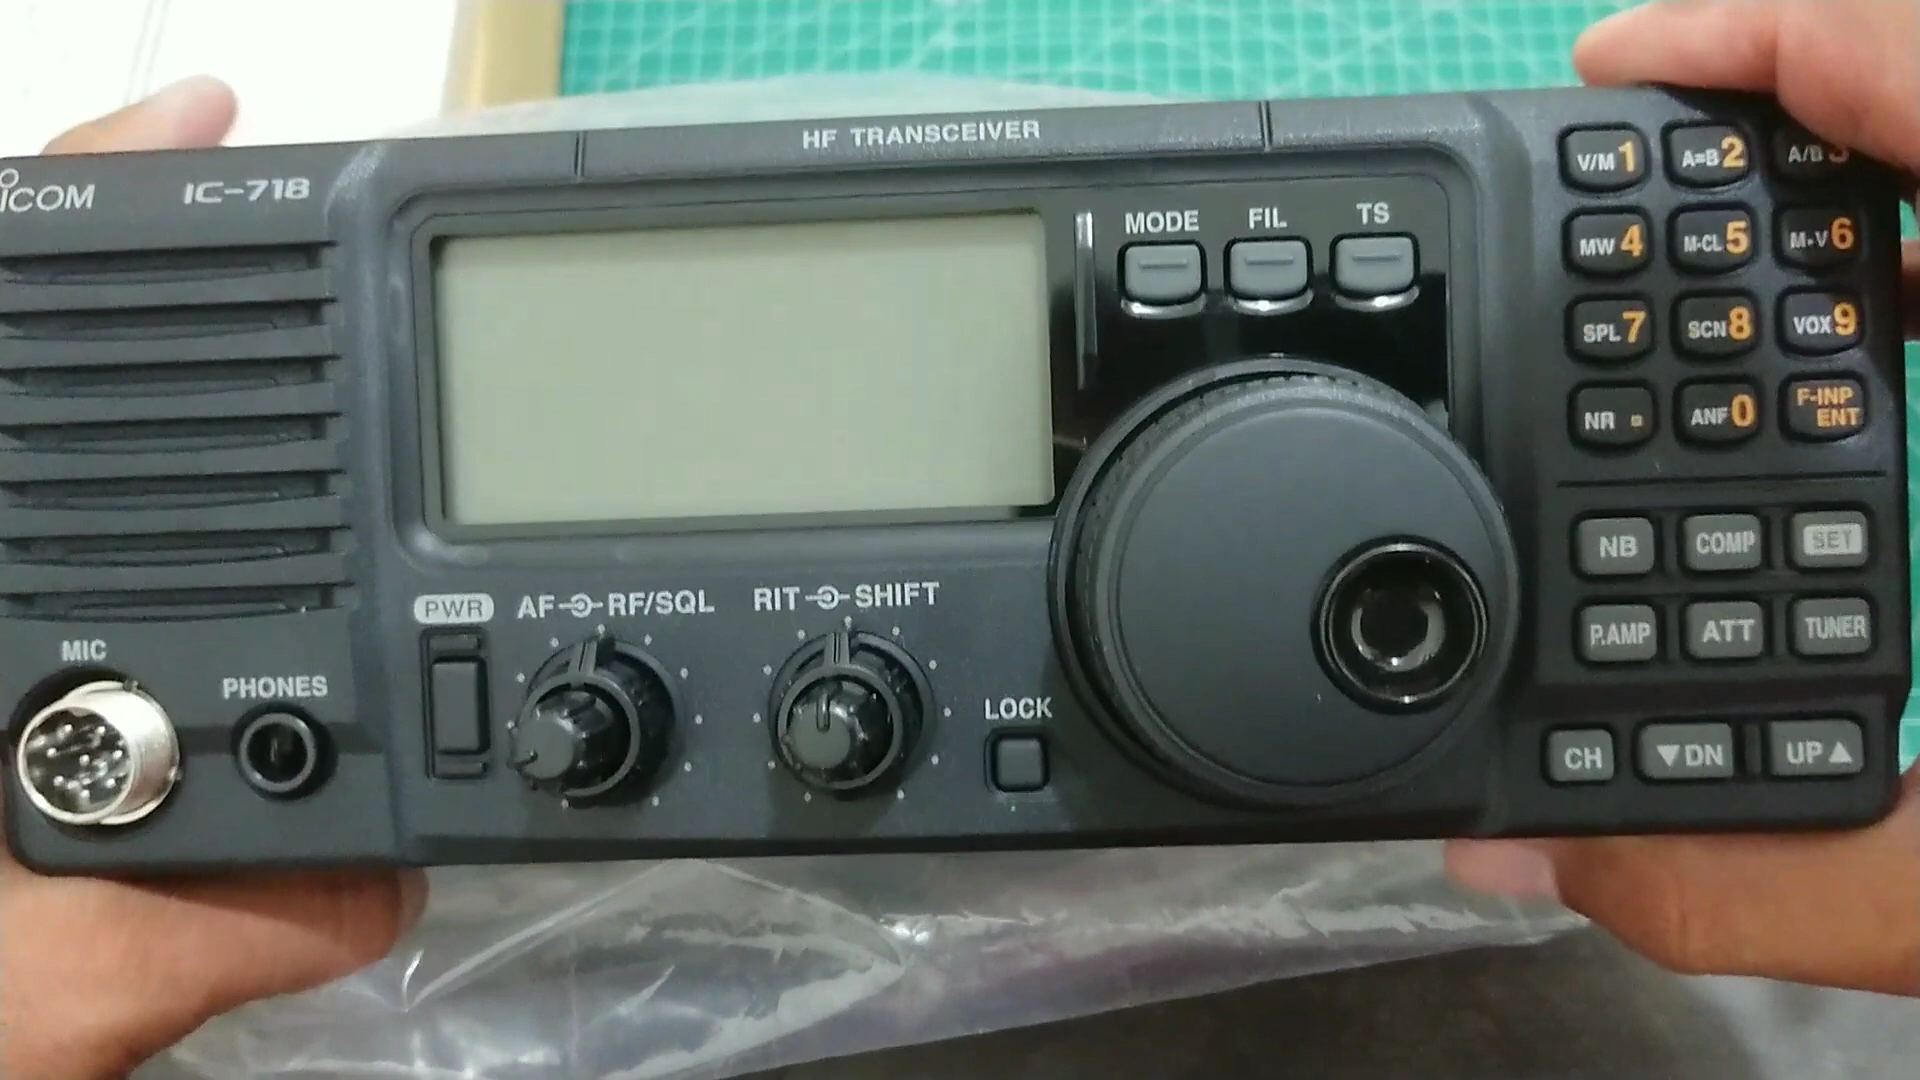 HF TRANSCEIVER
ICOM IC-718
MODE FIL TS
V/M 1 A=B 2 A/B 3
MW 4 M-CL 5 M▸V 6
SPL 7 SCN 8 VOX 9
NR . ANF 0 F-INP ENT
NB COMP SET
P.AMP ATT TUNER
CH ▼DN UP▲
PWR AF RF/SQL RIT SHIFT
MIC PHONES LOCK